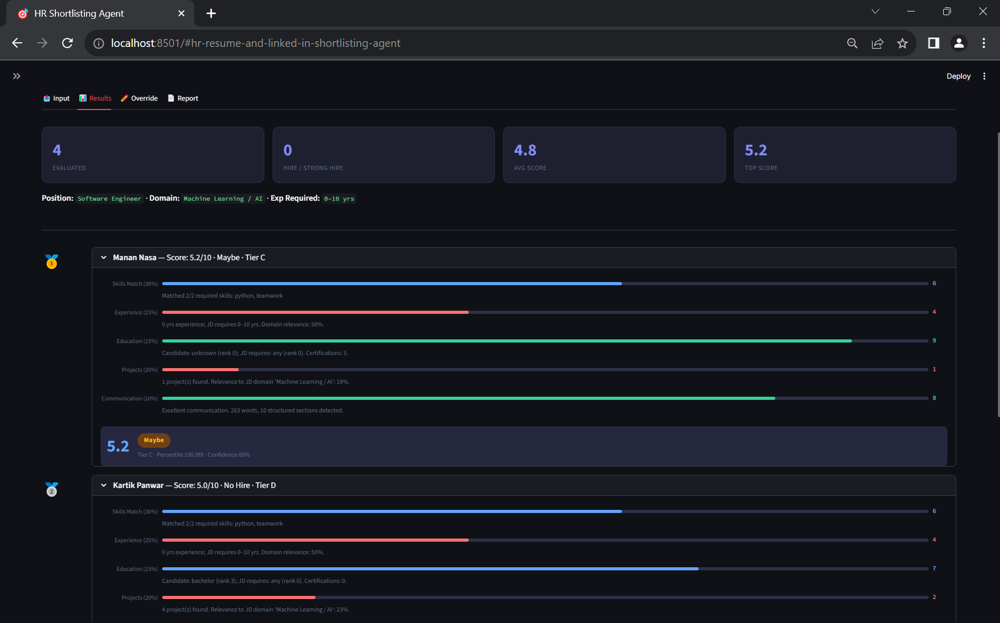 HR Shortlisting Agent
localhost:8501/#hr-resume-and-linked-in-shortlisting-agent
Deploy
Input Results Override Report
4
EVALUATED
0
HIRE / STRONG HIRE
4.8
AVG SCORE
5.2
TOP SCORE
Position: Software Engineer · Domain: Machine Learning / AI · Exp Required: 0–10 yrs
1
Manan Nasa — Score: 5.2/10 · Maybe · Tier C
Skills Match (30%) 6
Matched 2/2 required skills: python, teamwork
Experience (25%) 4
0 yrs experience; JD requires 0–10 yrs. Domain relevance: 50%.
Education (15%) 9
Candidate: unknown (rank 0); JD requires: any (rank 0). Certifications: 5.
Projects (20%) 1
1 project(s) found. Relevance to JD domain 'Machine Learning / AI': 19%.
Communication (10%) 8
Excellent communication. 263 words, 10 structured sections detected.
5.2
Maybe
Tier C · Percentile 100.0th · Confidence 80%
2
Kartik Panwar — Score: 5.0/10 · No Hire · Tier D
Skills Match (30%) 6
Matched 2/2 required skills: python, teamwork
Experience (25%) 4
0 yrs experience; JD requires 0–10 yrs. Domain relevance: 50%.
Education (15%) 7
Candidate: bachelor (rank 3); JD requires: any (rank 0). Certifications: 0.
Projects (20%) 2
4 project(s) found. Relevance to JD domain 'Machine Learning / AI': 23%.